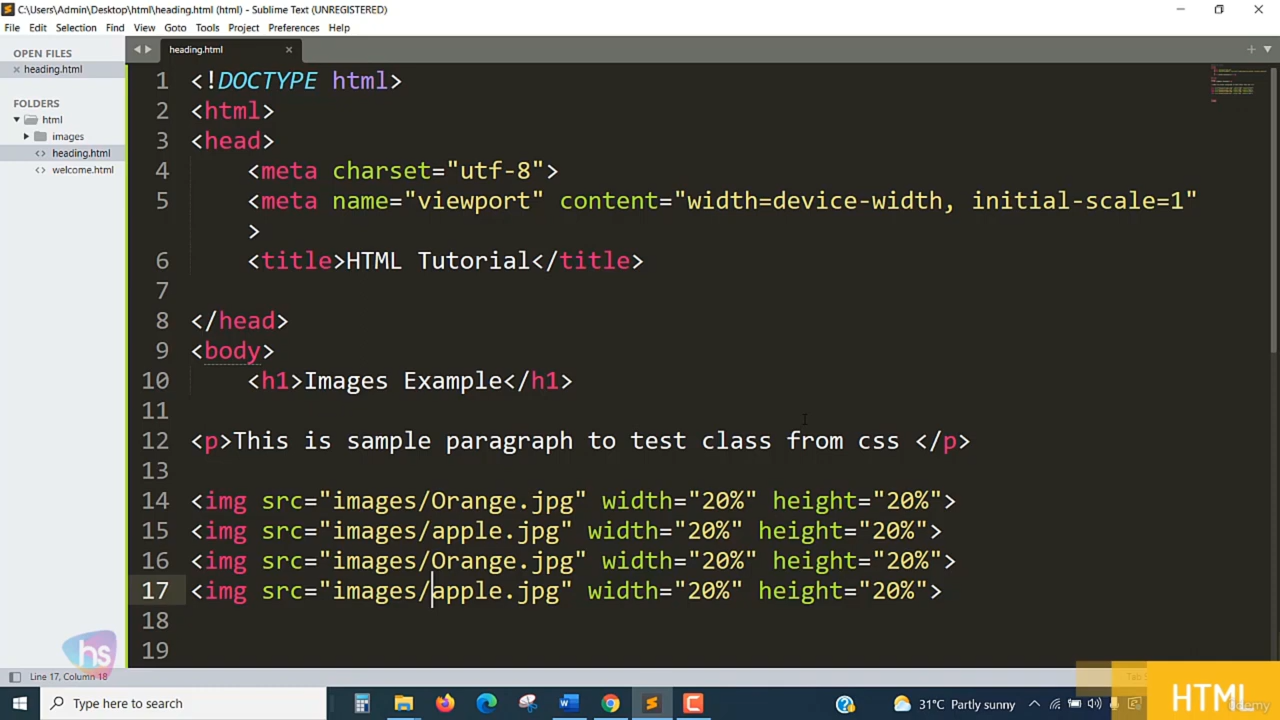 C:\Users\Admin\Desktop\html\heading.html (html) - Sublime Text (UNREGISTERED)
File Edit Selection Find View Goto Tools Project Preferences Help
OPEN FILES
heading.html
FOLDERS
html
images
heading.html
welcome.html
heading.html
1 <!DOCTYPE html>
2 <html>
3 <head>
4 <meta charset="utf-8">
5 <meta name="viewport" content="width=device-width, initial-scale=1"
>
6 <title>HTML Tutorial</title>
7
8 </head>
9 <body>
10 <h1>Images Example</h1>
11
12 <p>This is sample paragraph to test class from css </p>
13
14 <img src="images/Orange.jpg" width="20%" height="20%">
15 <img src="images/apple.jpg" width="20%" height="20%">
16 <img src="images/Orange.jpg" width="20%" height="20%">
17 <img src="images/apple.jpg" width="20%" height="20%">
18
19
hs
Line 17, Column 18
Tab S
Type here to search
31°C Partly sunny
HTML
Udemy